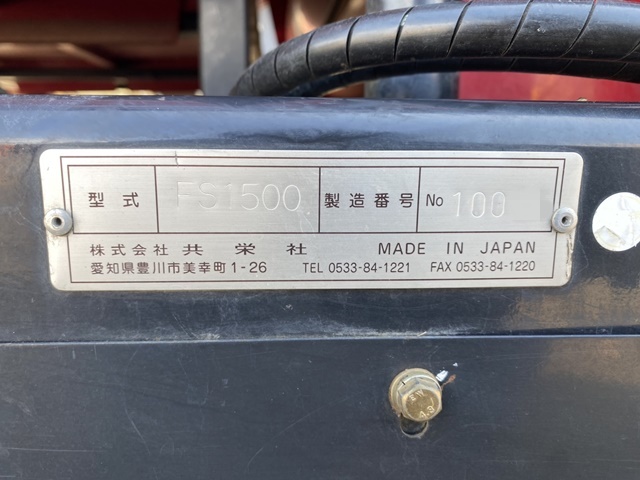 型式 FS1500 製造番号 No 100
株式会社 共栄社 MADE IN JAPAN
愛知県豊川市美幸町1-26 TEL 0533-84-1221 FAX 0533-84-1220